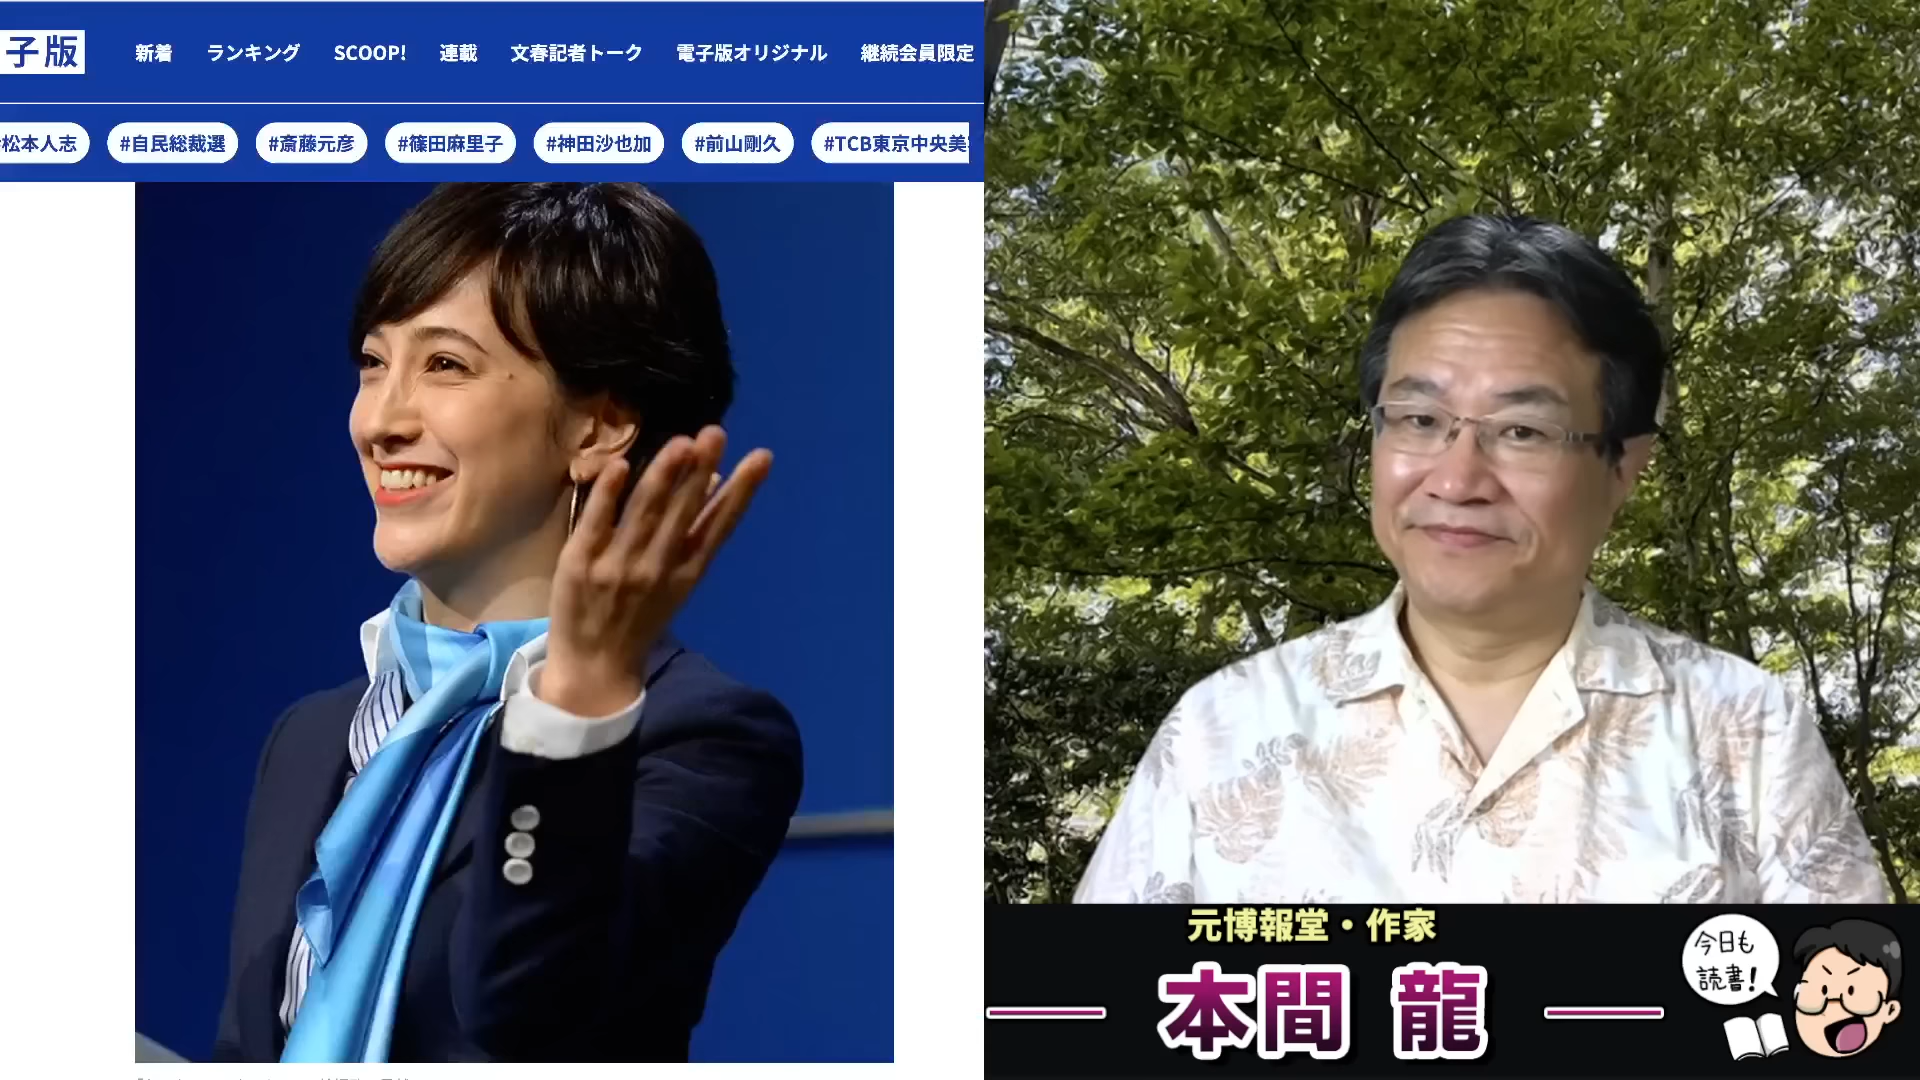 子版
新着 ランキング SCOOP! 連載 文春記者トーク 電子版オリジナル 継続会員限定
松本人志 #自民総裁選 #斎藤元彦 #篠田麻里子 #神田沙也加 #前山剛久 #TCB東京中央美
元博報堂・作家
本間 龍
今日も
読書!